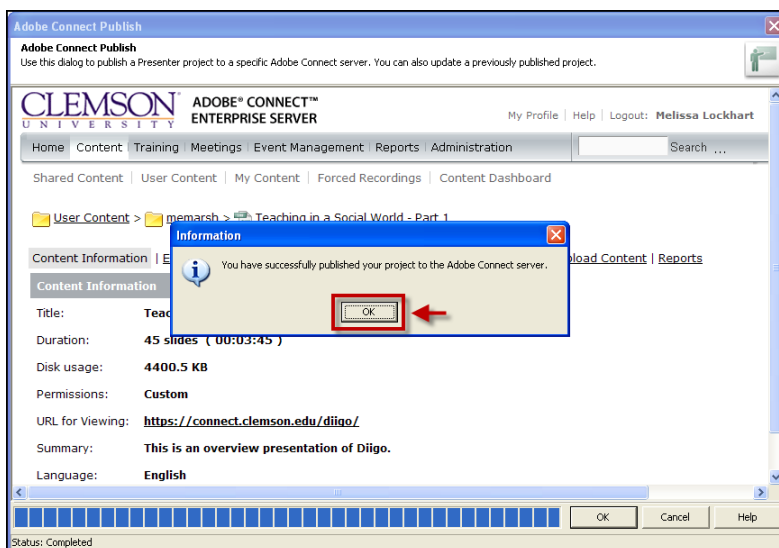 Adobe Connect Publish
Adobe Connect Publish
Use this dialog to publish a Presenter project to a specific Adobe Connect server. You can also update a previously published project.
CLEMSON ADOBE® CONNECT™
UNIVERSITY ENTERPRISE SERVER
My Profile | Help | Logout: Melissa Lockhart
Home Content Training Meetings Event Management Reports Administration Search ...
Shared Content | User Content | My Content | Forced Recordings | Content Dashboard
User Content > memarsh > Teaching in a Social World - Part 1
Information
Content Information | E
You have successfully published your project to the Adobe Connect server.
load Content | Reports
Content Information
OK
Title: Teac
Duration: 45 slides ( 00:03:45 )
Disk usage: 4400.5 KB
Permissions: Custom
URL for Viewing: https://connect.clemson.edu/diigo/
Summary: This is an overview presentation of Diigo.
Language: English
OK Cancel Help
Status: Completed